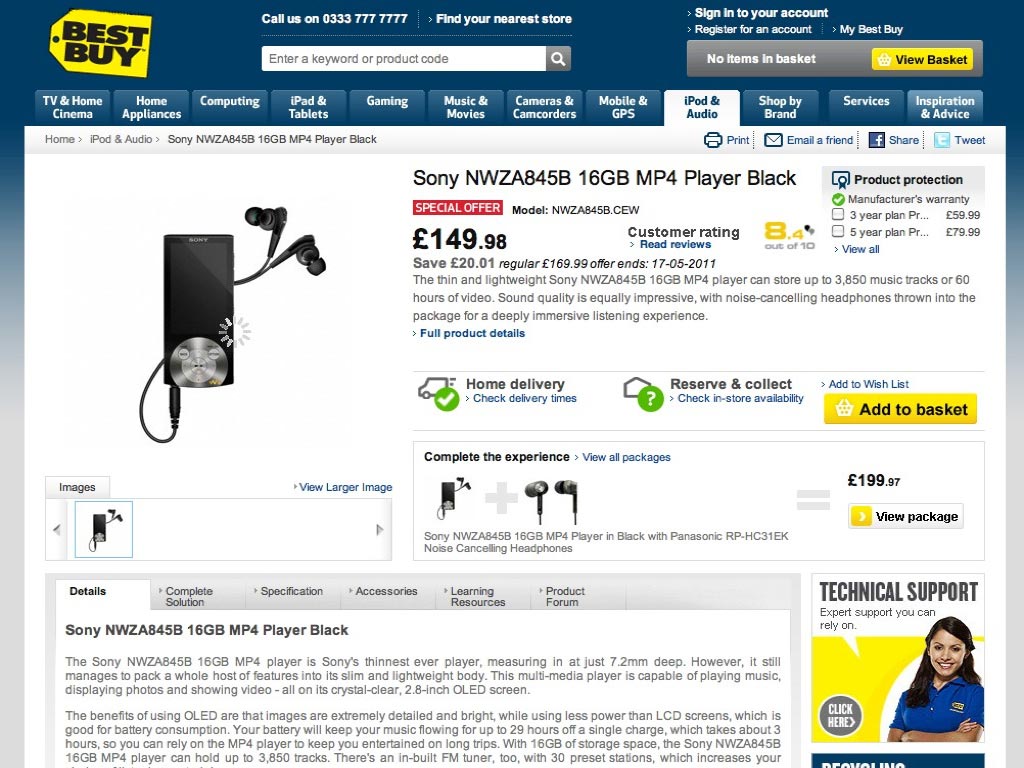 BEST BUY
Call us on 0333 777 7777
Find your nearest store
Sign in to your account
Register for an account
My Best Buy
Enter a keyword or product code
No items in basket
View Basket
TV & Home Cinema
Home Appliances
Computing
iPad & Tablets
Gaming
Music & Movies
Cameras & Camcorders
Mobile & GPS
iPod & Audio
Shop by Brand
Services
Inspiration & Advice
Home > iPod & Audio > Sony NWZA845B 16GB MP4 Player Black
Print
Email a friend
Share
Tweet
Sony NWZA845B 16GB MP4 Player Black
SPECIAL OFFER Model: NWZA845B.CEW
£149.98
Customer rating
Read reviews
8.4
out of 10
Save £20.01 regular £169.99 offer ends: 17-05-2011
The thin and lightweight Sony NWZA845B 16GB MP4 player can store up to 3,850 music tracks or 60
hours of video. Sound quality is equally impressive, with noise-cancelling headphones thrown into the
package for a deeply immersive listening experience.
Full product details
Product protection
Manufacturer's warranty
3 year plan Pr... £59.99
5 year plan Pr... £79.99
View all
SONY
Home delivery
Check delivery times
Reserve & collect
Check in-store availability
Add to Wish List
Add to basket
Complete the experience > View all packages
£199.97
View package
Sony NWZA845B 16GB MP4 Player in Black with Panasonic RP-HC31EK
Noise Cancelling Headphones
Images
View Larger Image
Details
Complete Solution
Specification
Accessories
Learning Resources
Product Forum
Sony NWZA845B 16GB MP4 Player Black
The Sony NWZA845B 16GB MP4 player is Sony's thinnest ever player, measuring in at just 7.2mm deep. However, it still
manages to pack a whole host of features into its slim and lightweight body. This multi-media player is capable of playing music,
displaying photos and showing video - all on its crystal-clear, 2.8-inch OLED screen.
The benefits of using OLED are that images are extremely detailed and bright, while using less power than LCD screens, which is
good for battery consumption. Your battery will keep your music flowing for up to 29 hours off a single charge, which takes about 3
hours, so you can rely on the MP4 player to keep you entertained on long trips. With 16GB of storage space, the Sony NWZA845B
16GB MP4 player can hold up to 3,850 tracks. There's an in-built FM tuner, too, with 30 preset stations, which increases your
TECHNICAL SUPPORT
Expert support you can
rely on.
CLICK
HERE>
RECYCLING